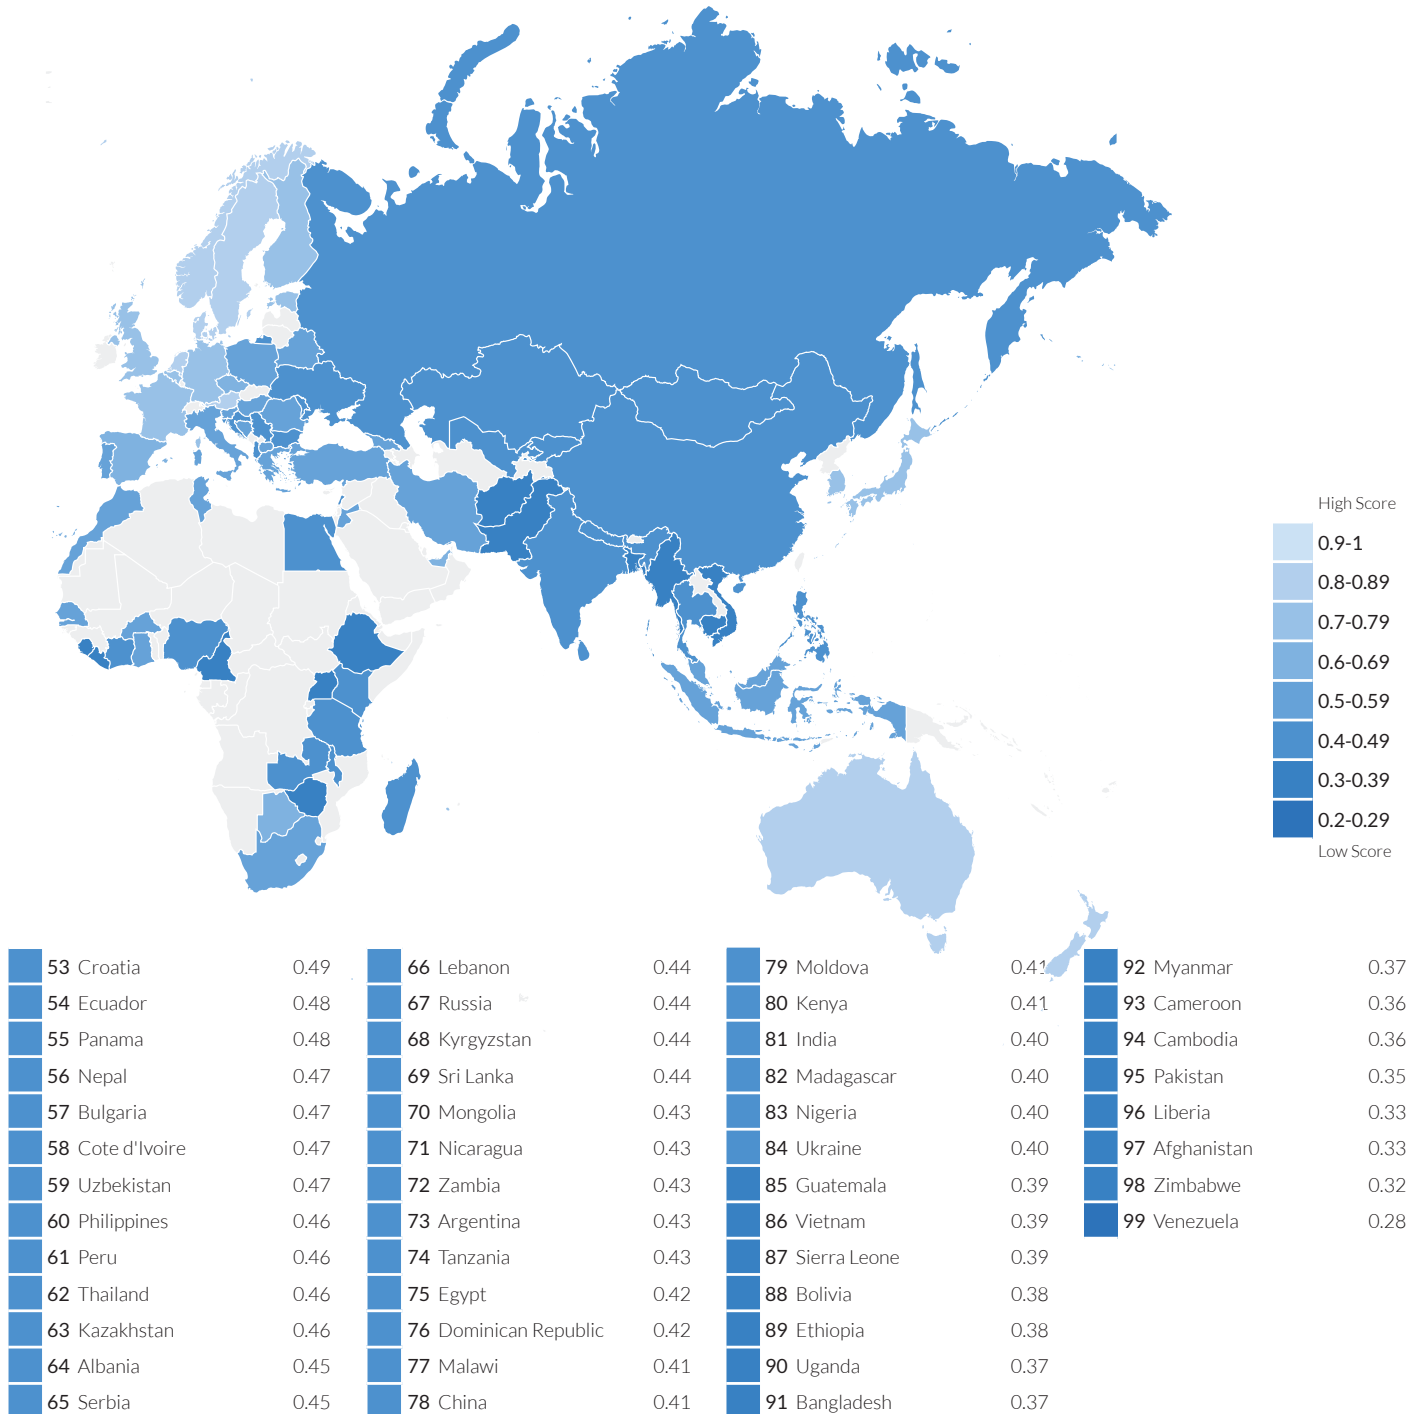 High Score
0.9-1
0.8-0.89
0.7-0.79
0.6-0.69
0.5-0.59
0.4-0.49
0.3-0.39
0.2-0.29
Low Score
53 Croatia 0.49
54 Ecuador 0.48
55 Panama 0.48
56 Nepal 0.47
57 Bulgaria 0.47
58 Cote d'Ivoire 0.47
59 Uzbekistan 0.47
60 Philippines 0.46
61 Peru 0.46
62 Thailand 0.46
63 Kazakhstan 0.46
64 Albania 0.45
65 Serbia 0.45
66 Lebanon 0.44
67 Russia 0.44
68 Kyrgyzstan 0.44
69 Sri Lanka 0.44
70 Mongolia 0.43
71 Nicaragua 0.43
72 Zambia 0.43
73 Argentina 0.43
74 Tanzania 0.43
75 Egypt 0.42
76 Dominican Republic 0.42
77 Malawi 0.41
78 China 0.41
79 Moldova 0.41
80 Kenya 0.41
81 India 0.40
82 Madagascar 0.40
83 Nigeria 0.40
84 Ukraine 0.40
85 Guatemala 0.39
86 Vietnam 0.39
87 Sierra Leone 0.39
88 Bolivia 0.38
89 Ethiopia 0.38
90 Uganda 0.37
91 Bangladesh 0.37
92 Myanmar 0.37
93 Cameroon 0.36
94 Cambodia 0.36
95 Pakistan 0.35
96 Liberia 0.33
97 Afghanistan 0.33
98 Zimbabwe 0.32
99 Venezuela 0.28